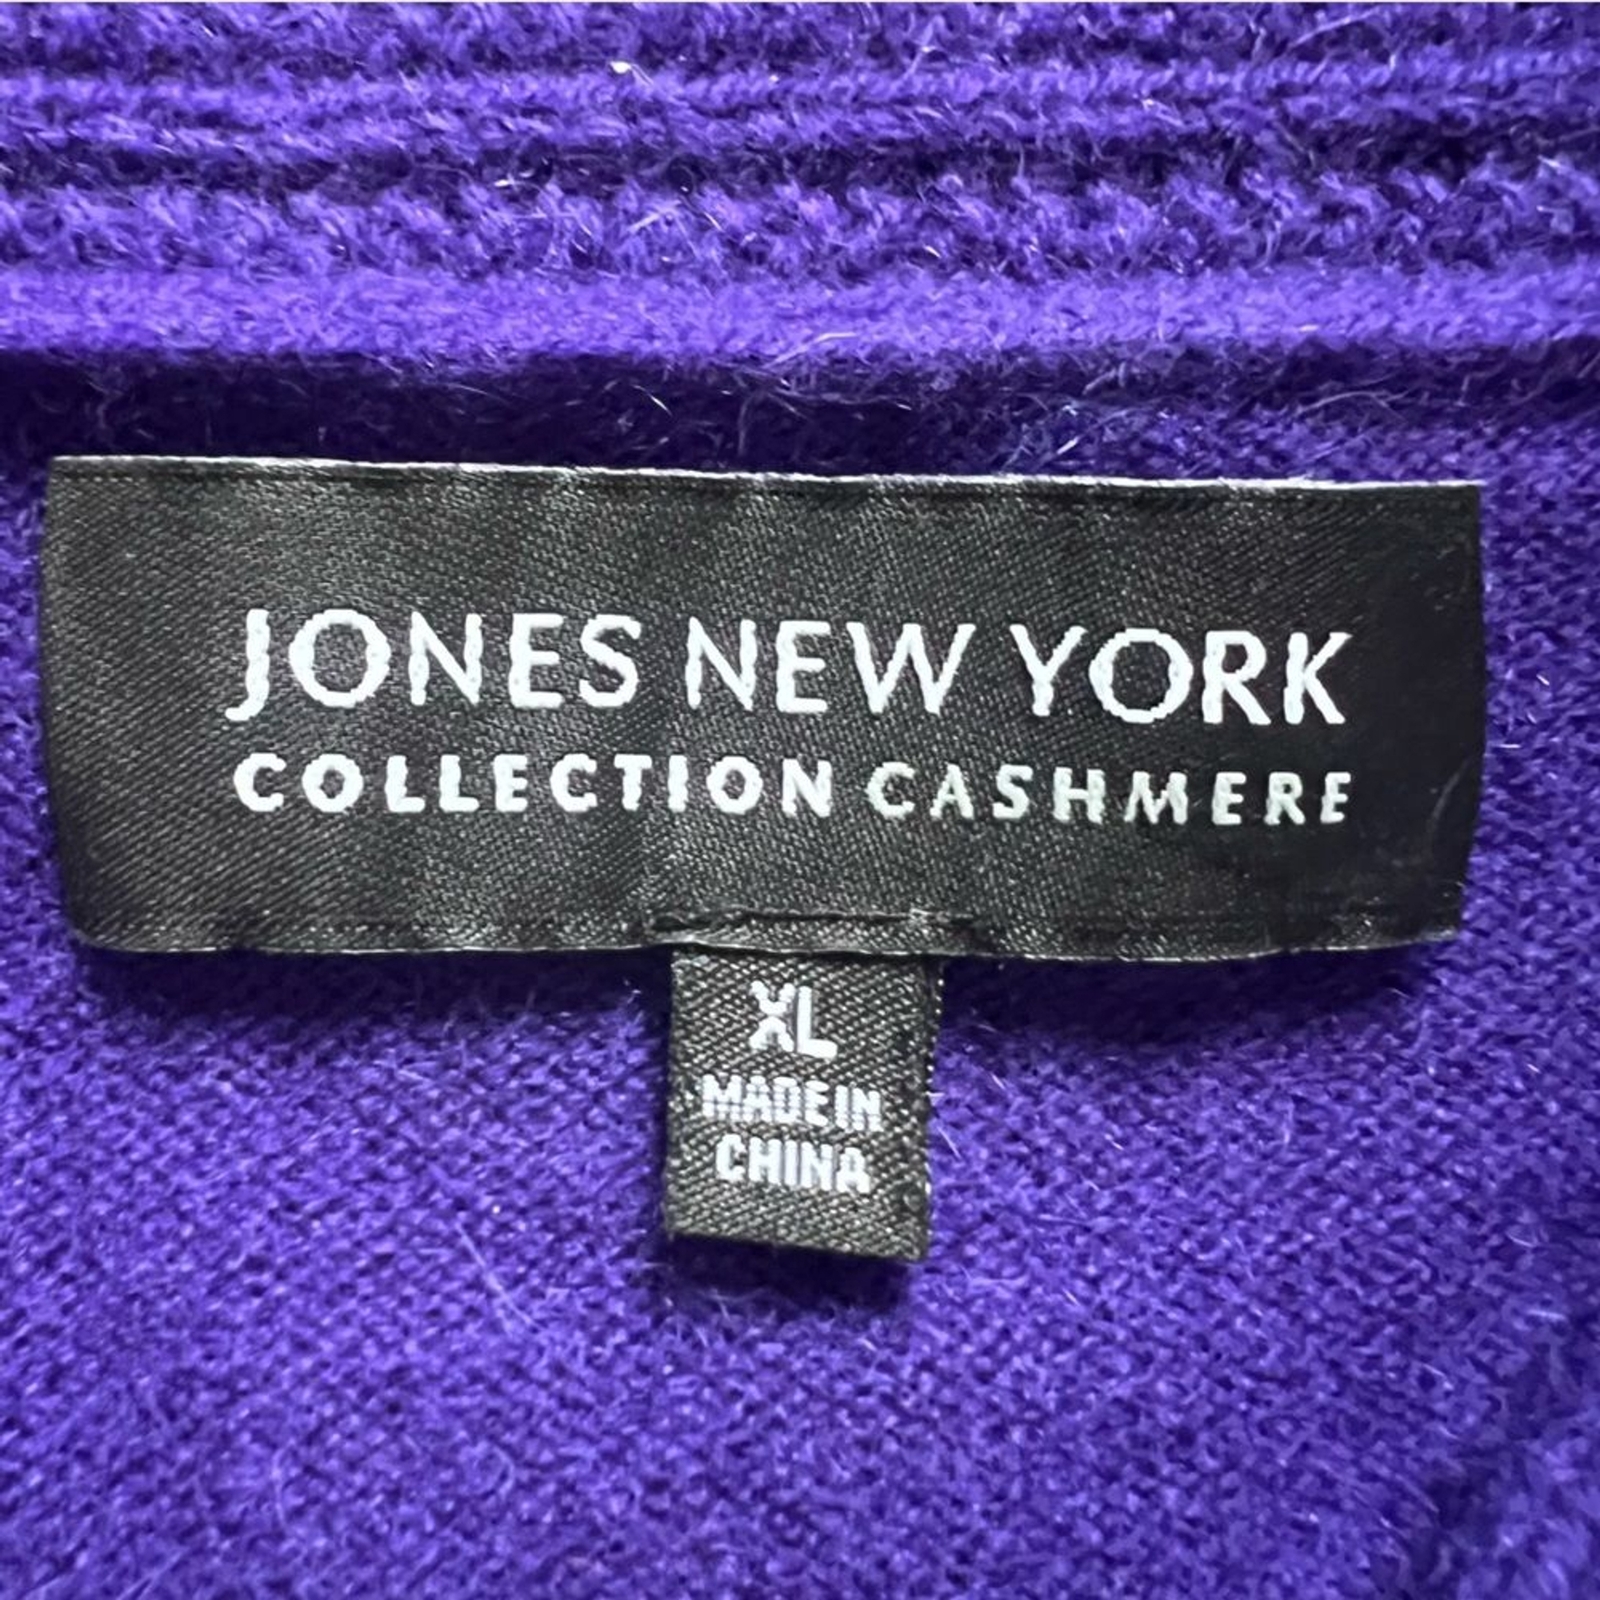 JONES NEW YORK
COLLECTION CASHMERE
XL
MADE IN
CHINA